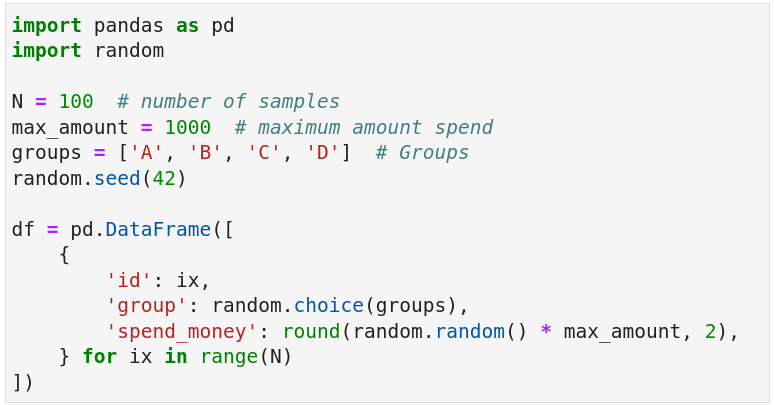 import pandas as pd
import random

N = 100  # number of samples
max_amount = 1000  # maximum amount spend
groups = ['A', 'B', 'C', 'D']  # Groups
random.seed(42)

df = pd.DataFrame([
    {
        'id': ix,
        'group': random.choice(groups),
        'spend_money': round(random.random() * max_amount, 2),
    } for ix in range(N)
])